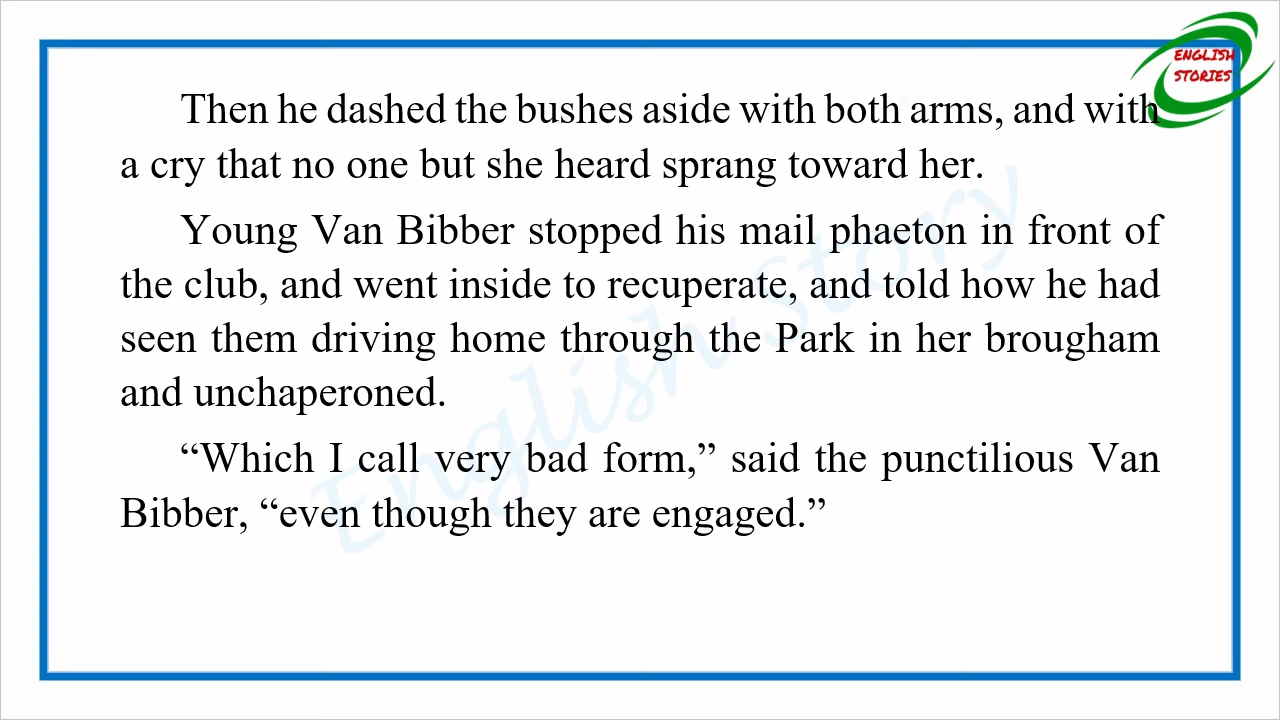 ENGLISH
STORIES
Then he dashed the bushes aside with both arms, and with
a cry that no one but she heard sprang toward her.
Young Van Bibber stopped his mail phaeton in front of
the club, and went inside to recuperate, and told how he had
seen them driving home through the Park in her brougham
and unchaperoned.
“Which I call very bad form,” said the punctilious Van
Bibber, “even though they are engaged.”
English Story